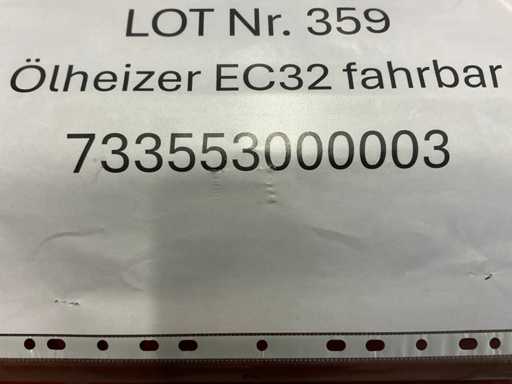 LOT Nr. 359
Ölheizer EC32 fahrbar
733553000003